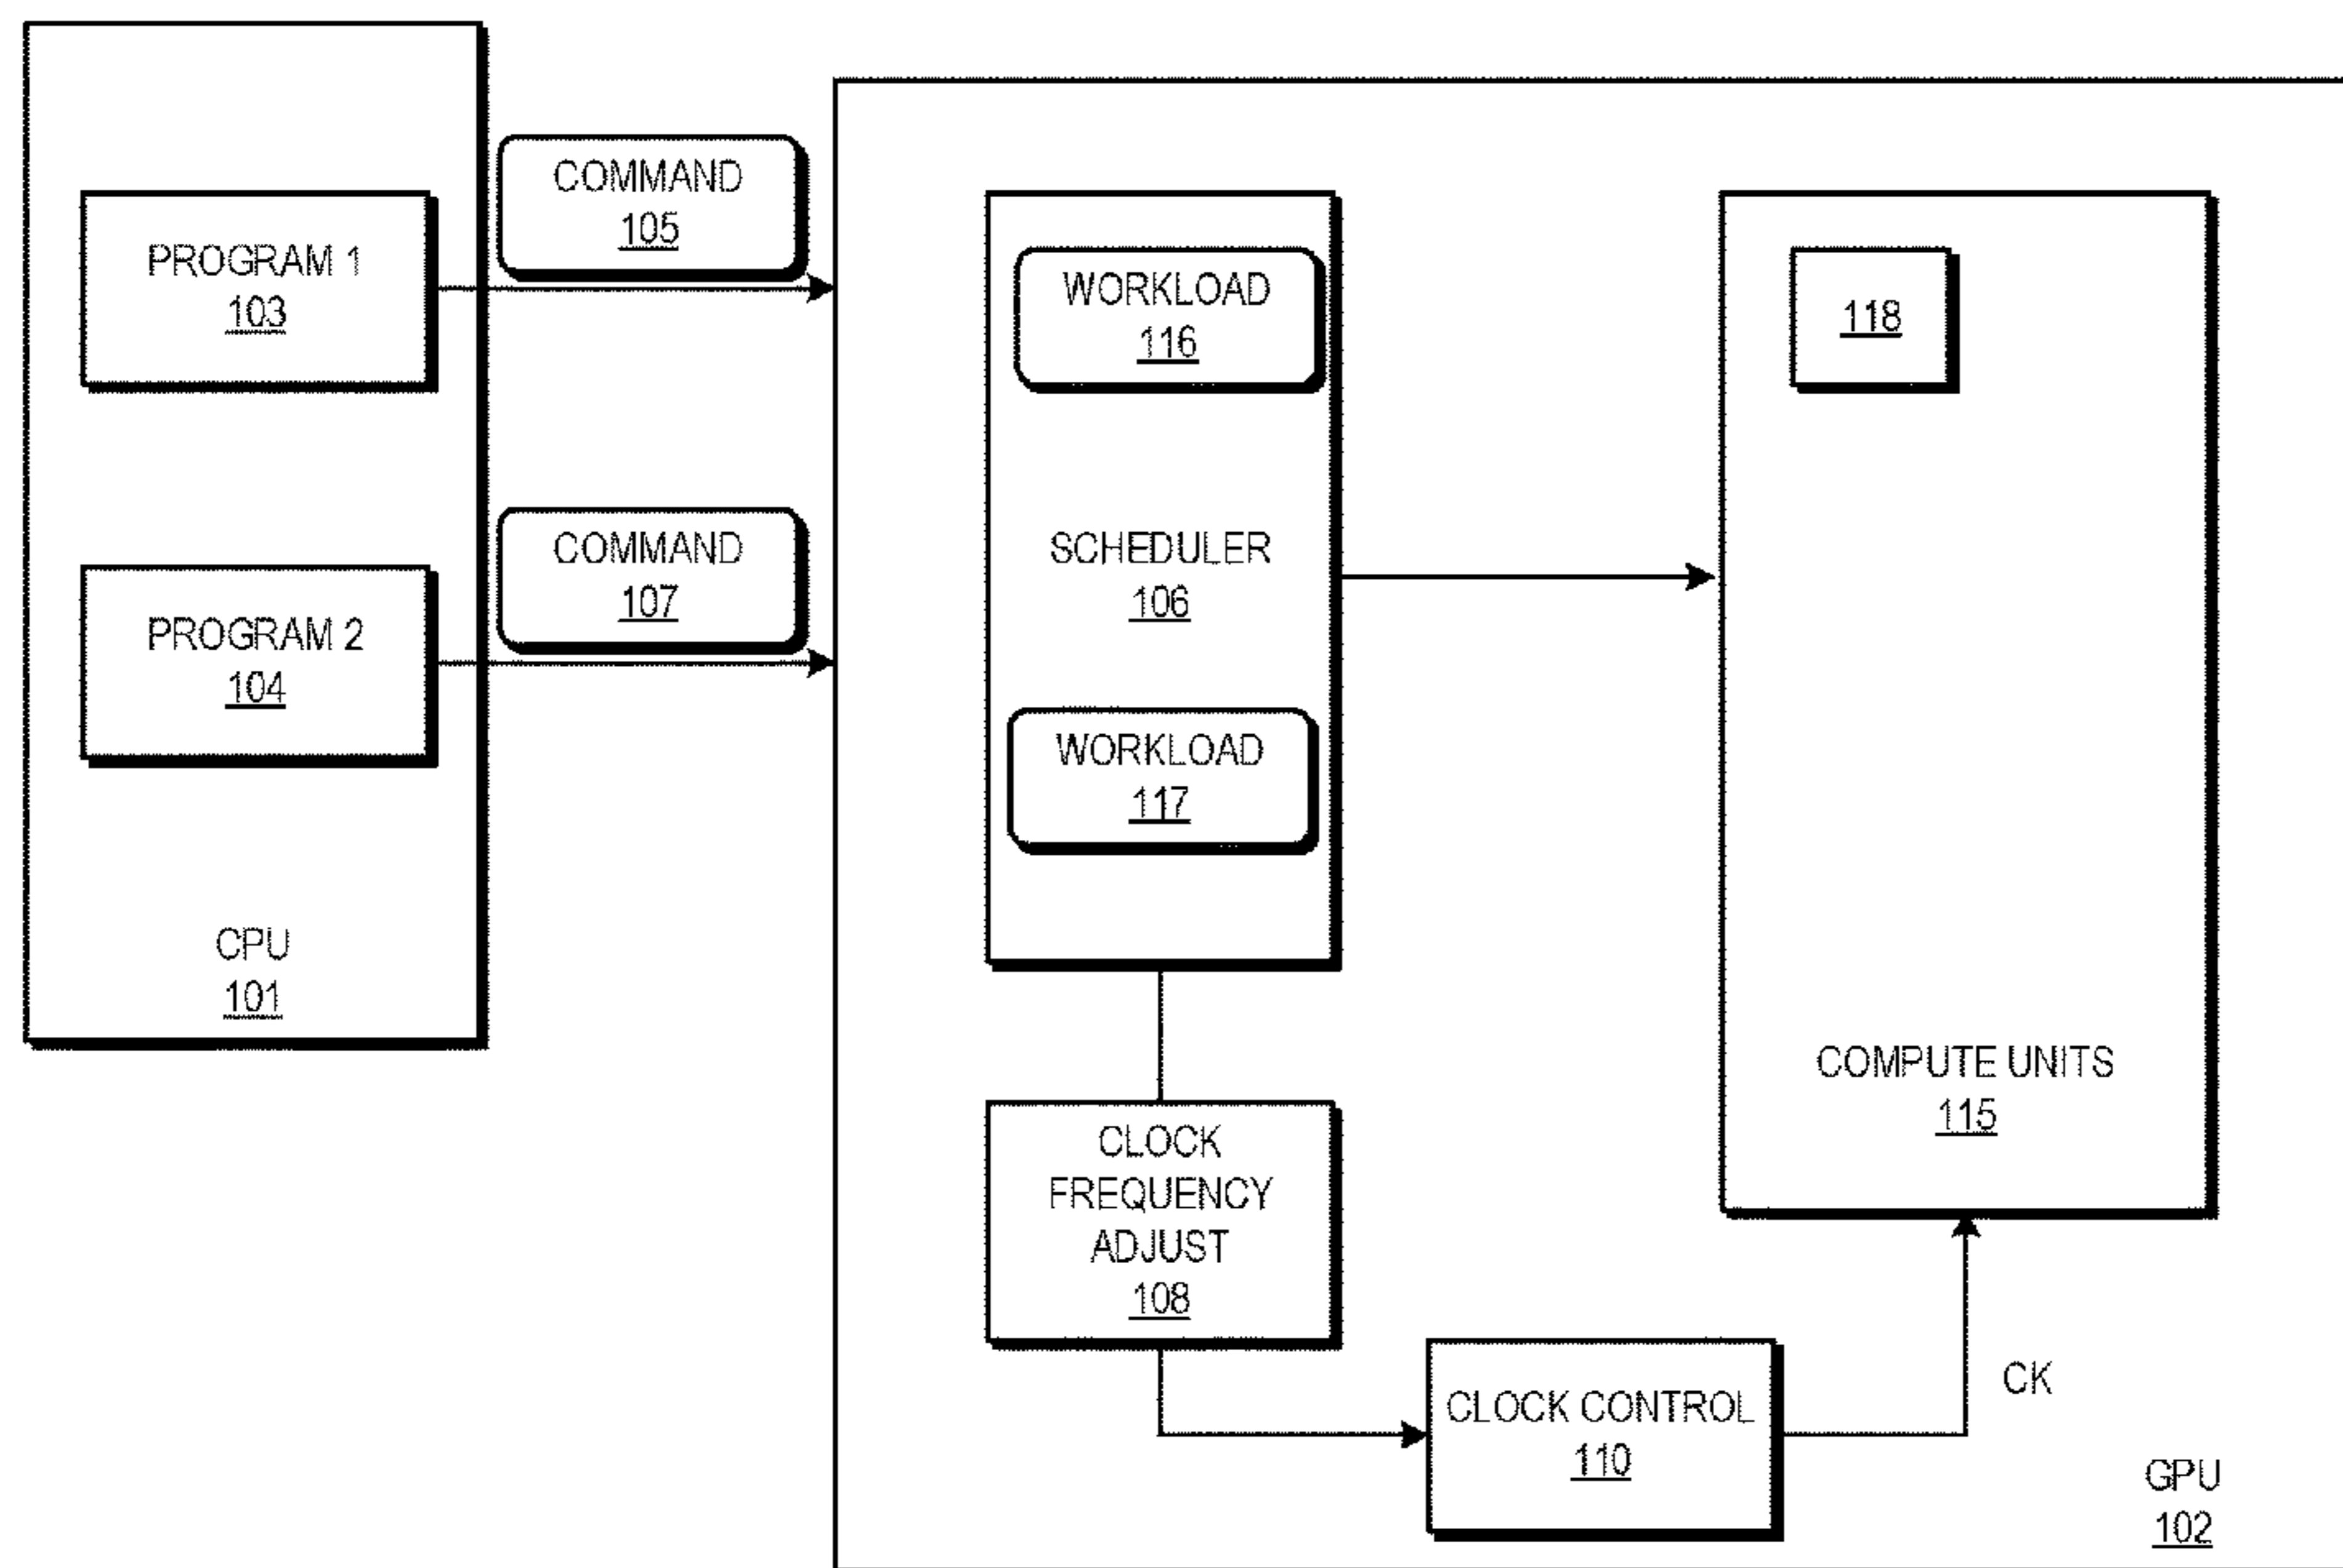 PROGRAM 1
103
PROGRAM 2
104
CPU
101
COMMAND
105
COMMAND
107
WORKLOAD
116
SCHEDULER
106
WORKLOAD
117
CLOCK
FREQUENCY
ADJUST
108
CLOCK CONTROL
110
118
COMPUTE UNITS
115
CK
GPU
102